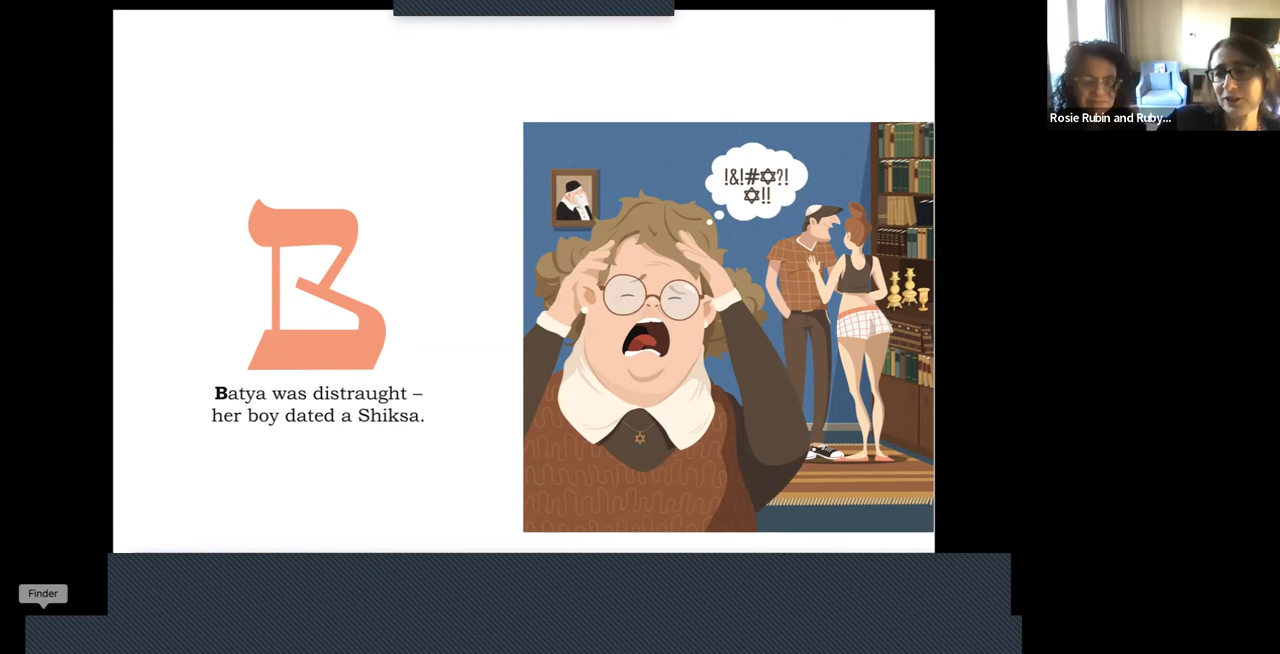 ב
Batya was distraught –
her boy dated a Shiksa.
!&!#✡?!
✡!!
Rosie Rubin and Ruby...
Finder